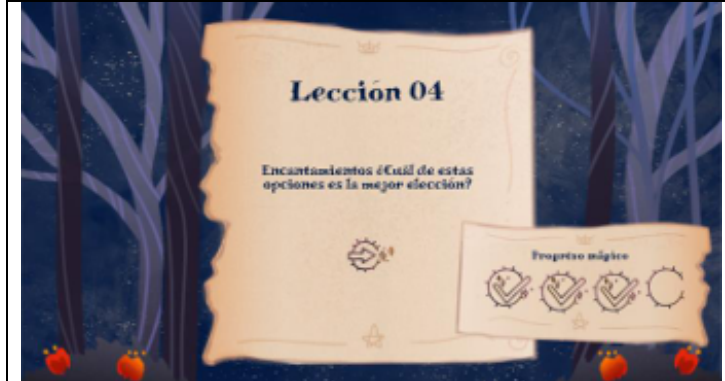 Lección 04
Encantamientos ¿Cuál de estas
opciones es la mejor elección?
Progreso mágico